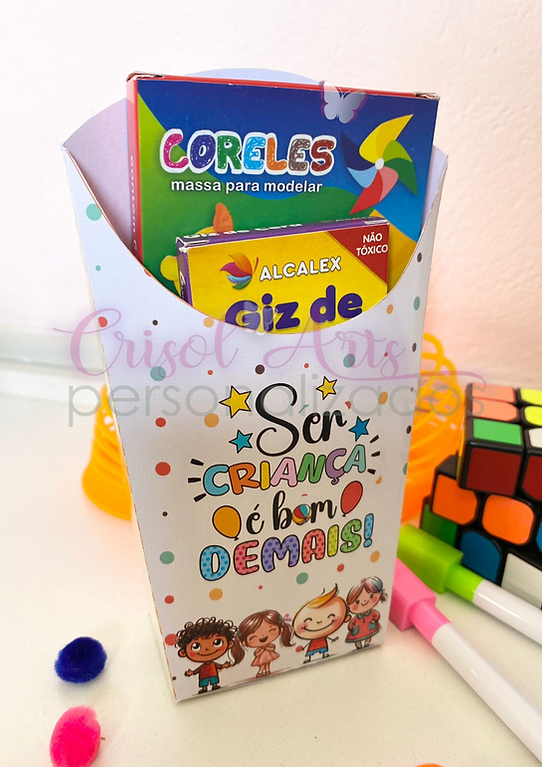 CORELES
massa para modelar
NÃO
TÓXICO
ALCALEX
Giz de
Crisol Arts
personalizados
Ser
CRIANÇA
é bom
DEMAIS!